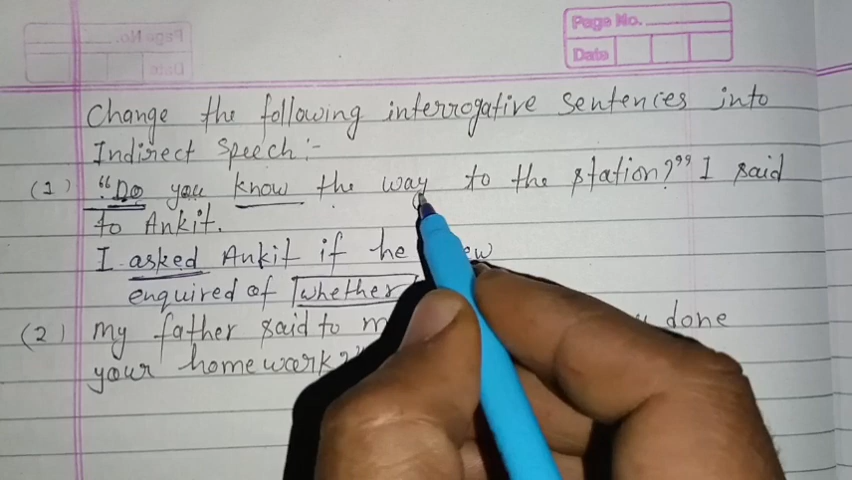 Page No.
Date
Change the following interrogative sentences into
Indirect Speech:-
(1) "Do you know the way to the station?" I said
to Ankit.
I asked Ankit if he
enquired of whether
(2) My father said to done
your homework?"